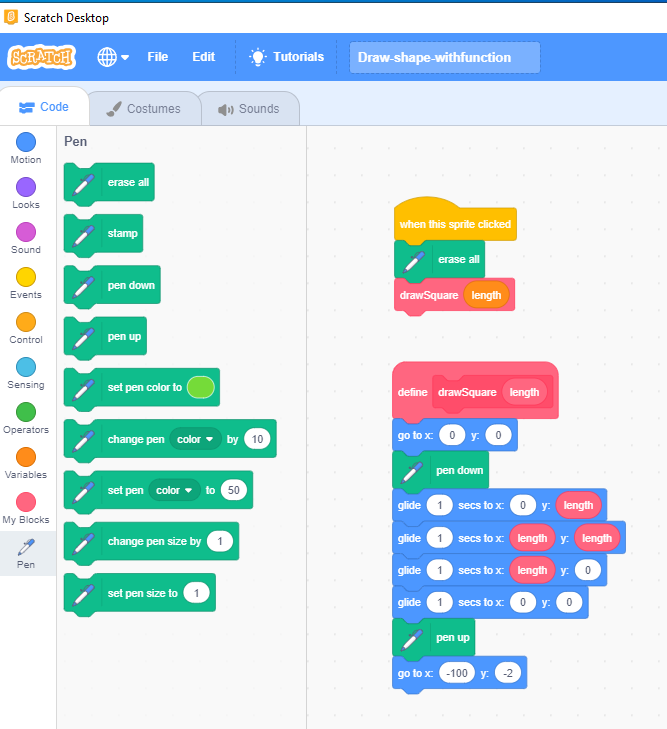 Scratch Desktop
SCRATCH File Edit Tutorials Draw-shape-withfunction
Code Costumes Sounds
Motion
Looks
Sound
Events
Control
Sensing
Operators
Variables
My Blocks
Pen
Pen
erase all
stamp
pen down
pen up
set pen color to
change pen color by 10
set pen color to 50
change pen size by 1
set pen size to 1
when this sprite clicked
erase all
drawSquare length
define drawSquare length
go to x: 0 y: 0
pen down
glide 1 secs to x: 0 y: length
glide 1 secs to x: length y: length
glide 1 secs to x: length y: 0
glide 1 secs to x: 0 y: 0
pen up
go to x: -100 y: -2